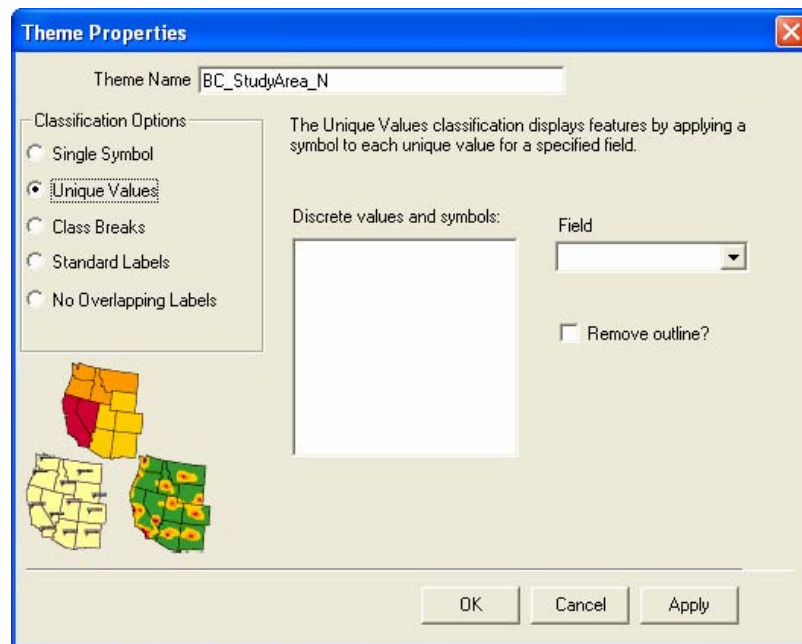 Theme Properties
Theme Name BC_StudyArea_N
Classification Options
Single Symbol
Unique Values
Class Breaks
Standard Labels
No Overlapping Labels
The Unique Values classification displays features by applying a
symbol to each unique value for a specified field.
Discrete values and symbols:
Field
Remove outline?
OK Cancel Apply